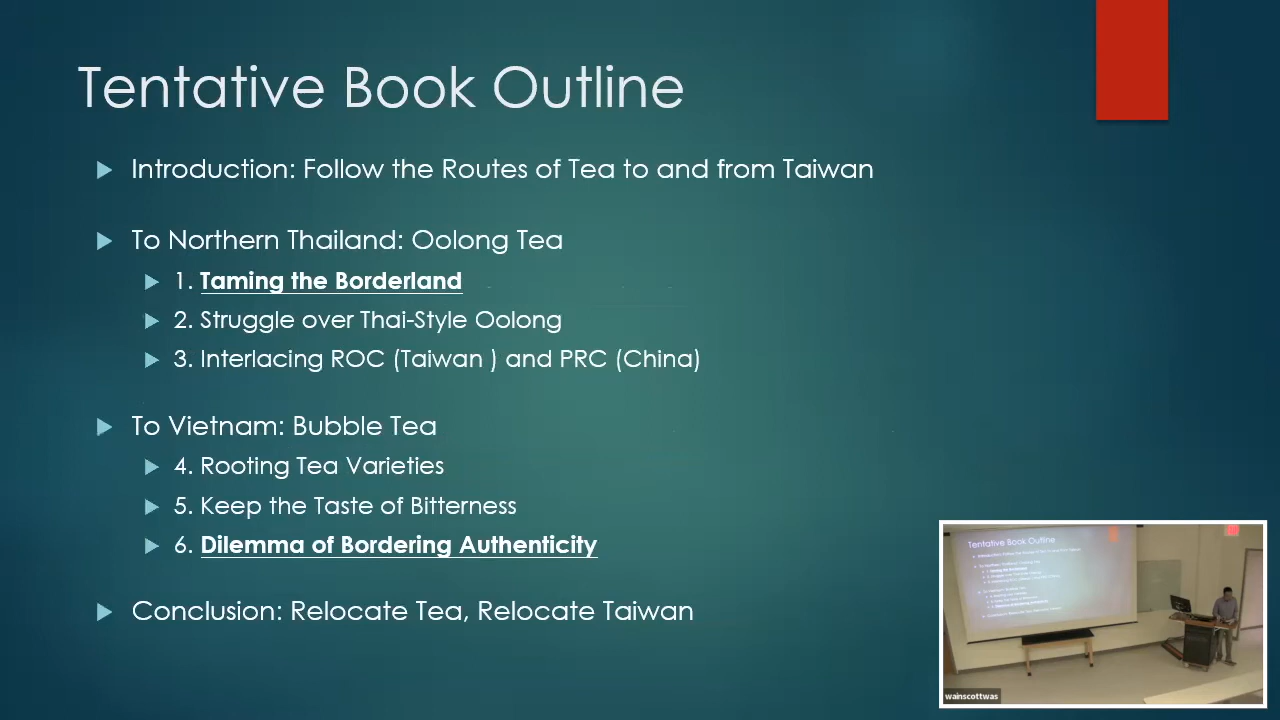 Tentative Book Outline
Introduction: Follow the Routes of Tea to and from Taiwan
To Northern Thailand: Oolong Tea
1. Taming the Borderland
2. Struggle over Thai-Style Oolong
3. Interlacing ROC (Taiwan ) and PRC (China)
To Vietnam: Bubble Tea
4. Rooting Tea Varieties
5. Keep the Taste of Bitterness
6. Dilemma of Bordering Authenticity
Conclusion: Relocate Tea, Relocate Taiwan
Tentative Book Outline
wainscottwas